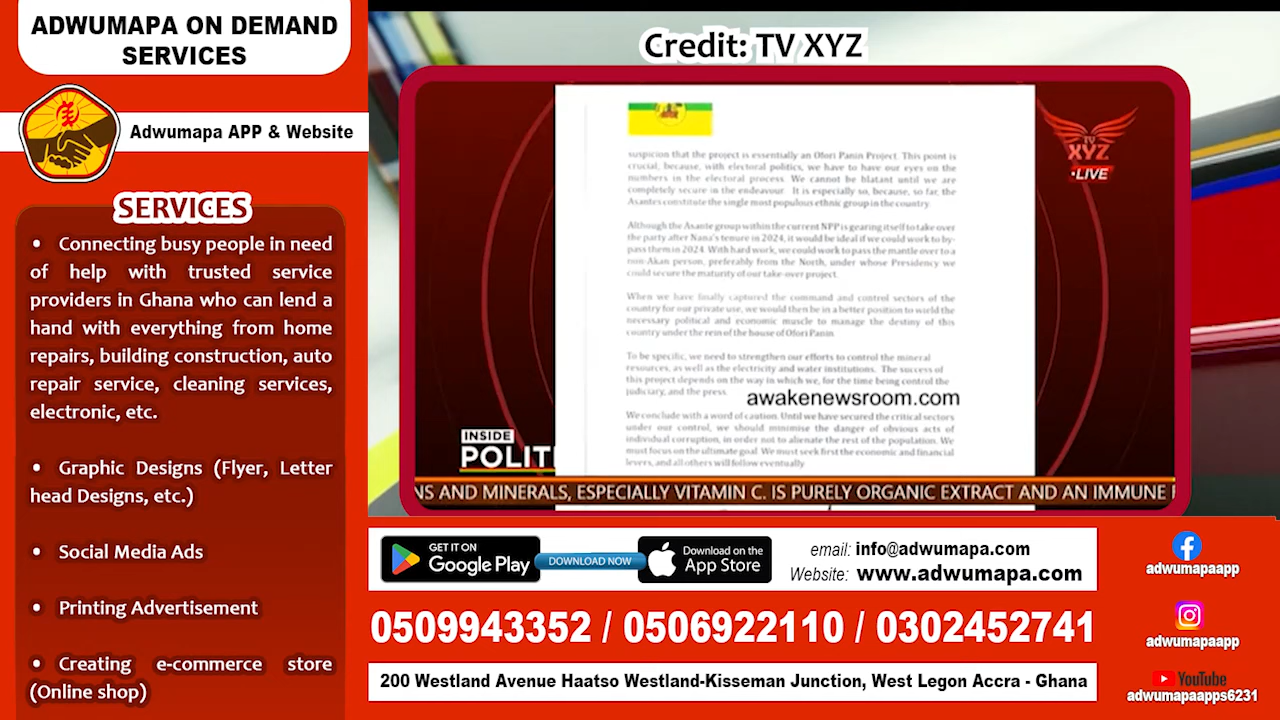 ADWUMAPA ON DEMAND
SERVICES
Adwumapa APP & Website
SERVICES
• Connecting busy people in need
of help with trusted service
providers in Ghana who can lend a
hand with everything from home
repairs, building construction, auto
repair service, cleaning services,
electronic, etc.
• Graphic Designs (Flyer, Letter
head Designs, etc.)
• Social Media Ads
• Printing Advertisement
• Creating e-commerce store
(Online shop)
Credit: TV XYZ
TV
XYZ
•LIVE
suspicion that the project is essentially an Ofori Panin Project. This point is
crucial, because, with electoral politics, we have to have our eyes on the
numbers in the electoral process. We cannot be blatant until we are
completely secure in the endeavour. It is especially so, because, so far, the
Asantes constitute the single most populous ethnic group in the country.
Although the Asante group within the current NPP is gearing itself to take over
the party after Nana's tenure in 2024, it would be ideal if we could work to by-
pass them in 2024. With hard work, we could work to pass the mantle over to a
non-Akan person, preferably from the North, under whose Presidency we
could secure the maturity of our take-over project.
When we have finally captured the command and control sectors of the
country for our private use, we would then be in a better position to wield the
necessary political and economic muscle to manage the destiny of this
country under the rein of the house of Ofori Panin.
To be specific, we need to strengthen our efforts to control the mineral
resources, as well as the electricity and water institutions. The success of
this project depends on the way in which we, for the time being control the
judiciary, and the press.
awakenewsroom.com
We conclude with a word of caution. Until we have secured the critical sectors
under our control, we should minimise the danger of obvious acts of
individual corruption, in order not to alienate the rest of the population. We
must focus on the ultimate goal. We must seek first the economic and financial
levers, and all others will follow eventually.
INSIDE
POLITI
NS AND MINERALS, ESPECIALLY VITAMIN C. IS PURELY ORGANIC EXTRACT AND AN IMMUNE
GET IT ON
Google Play
DOWNLOAD NOW
Download on the
App Store
email: info@adwumapa.com
Website: www.adwumapa.com
0509943352 / 0506922110 / 0302452741
200 Westland Avenue Haatso Westland-Kisseman Junction, West Legon Accra - Ghana
adwumapaapp
adwumapaapp
YouTube
adwumapaapps6231